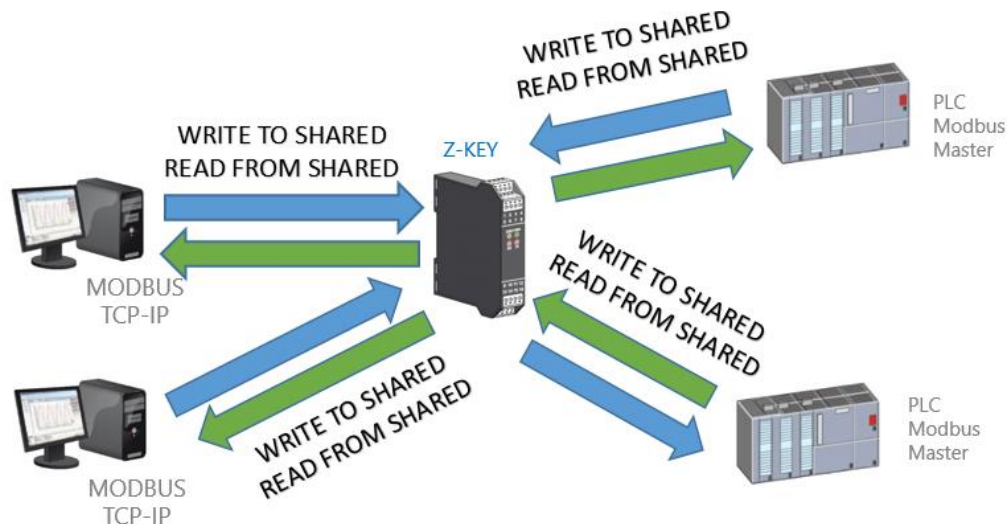 WRITE TO SHARED
READ FROM SHARED
PLC
Modbus
Master
WRITE TO SHARED
READ FROM SHARED
Z-KEY
MODBUS
TCP-IP
WRITE TO SHARED
READ FROM SHARED
WRITE TO SHARED
READ FROM SHARED
PLC
Modbus
Master
MODBUS
TCP-IP